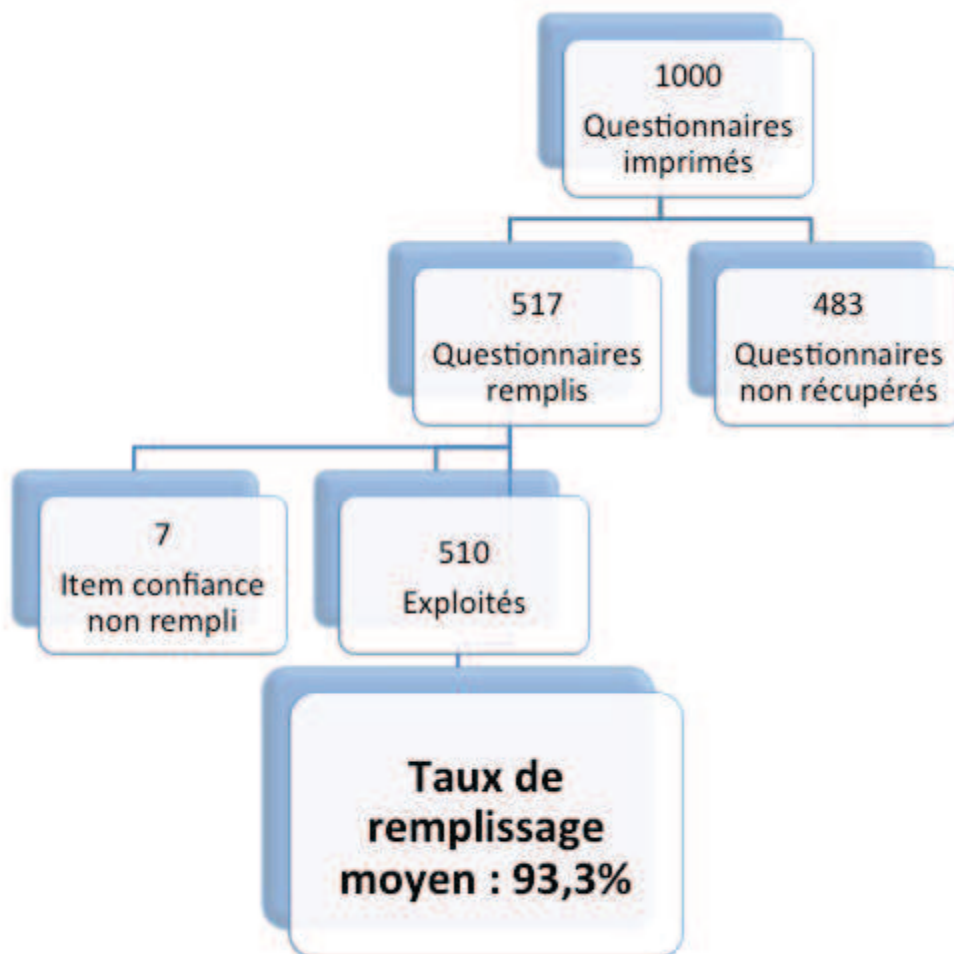 1000
Questionnaires
imprimés
517
Questionnaires
remplis
483
Questionnaires
non récupérés
7
Item confiance
non rempli
510
Exploités
Taux de
remplissage
moyen : 93,3%